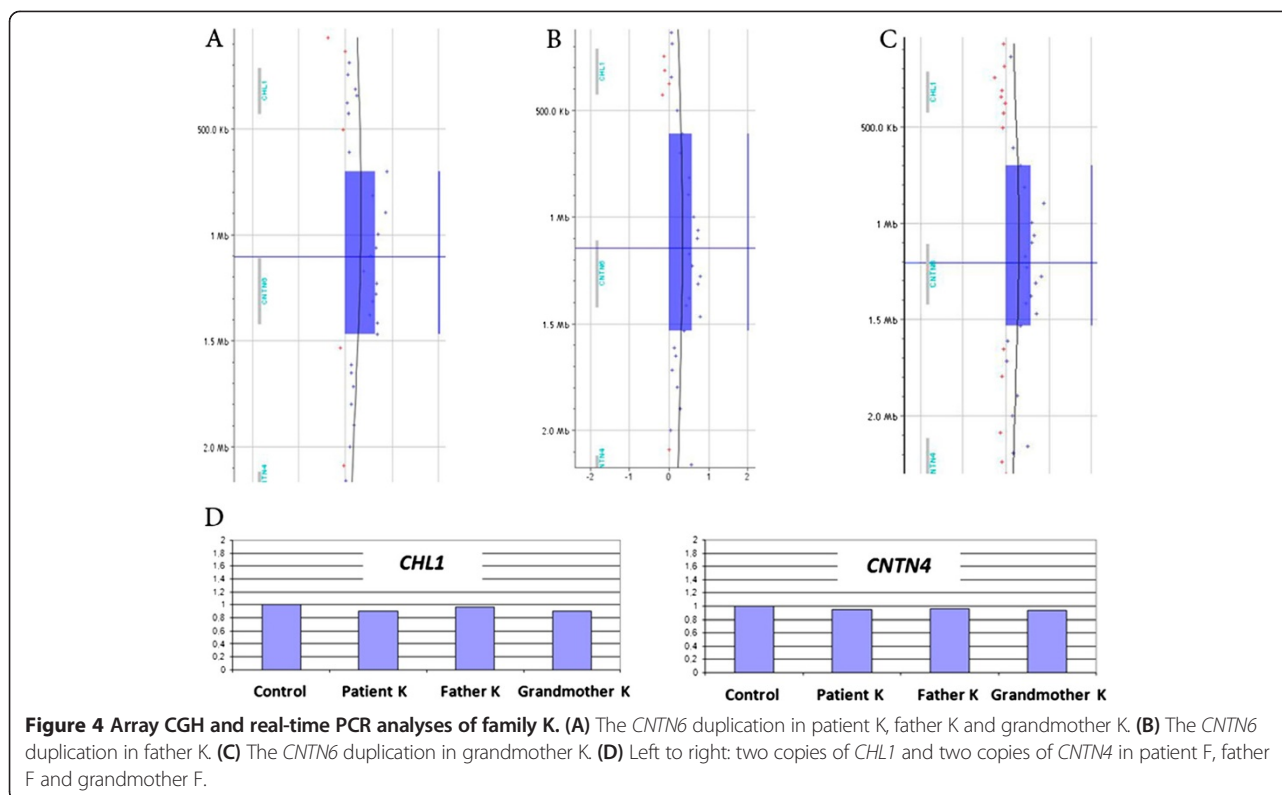 A
B
C
CHL1
500.0 Kb
1 Mb
CNTN6
1.5 Mb
2.0 Mb
NTN4
CHL1
500.0 Kb
1 Mb
CNTN6
1.5 Mb
2.0 Mb
NTN4
-2 -1 0 1 2
CHL1
500.0 Kb
1 Mb
CNTN6
1.5 Mb
2.0 Mb
NTN4
D
2
1.8
1.6
1.4
1.2
1
0.8
0.6
0.4
0.2
0
CHL1
Control Patient K Father K Grandmother K
2
1.8
1.6
1.4
1.2
1
0.8
0.6
0.4
0.2
0
CNTN4
Control Patient K Father K Grandmother K
Figure 4 Array CGH and real-time PCR analyses of family K. (A) The CNTN6 duplication in patient K, father K and grandmother K. (B) The CNTN6
duplication in father K. (C) The CNTN6 duplication in grandmother K. (D) Left to right: two copies of CHL1 and two copies of CNTN4 in patient F, father
F and grandmother F.